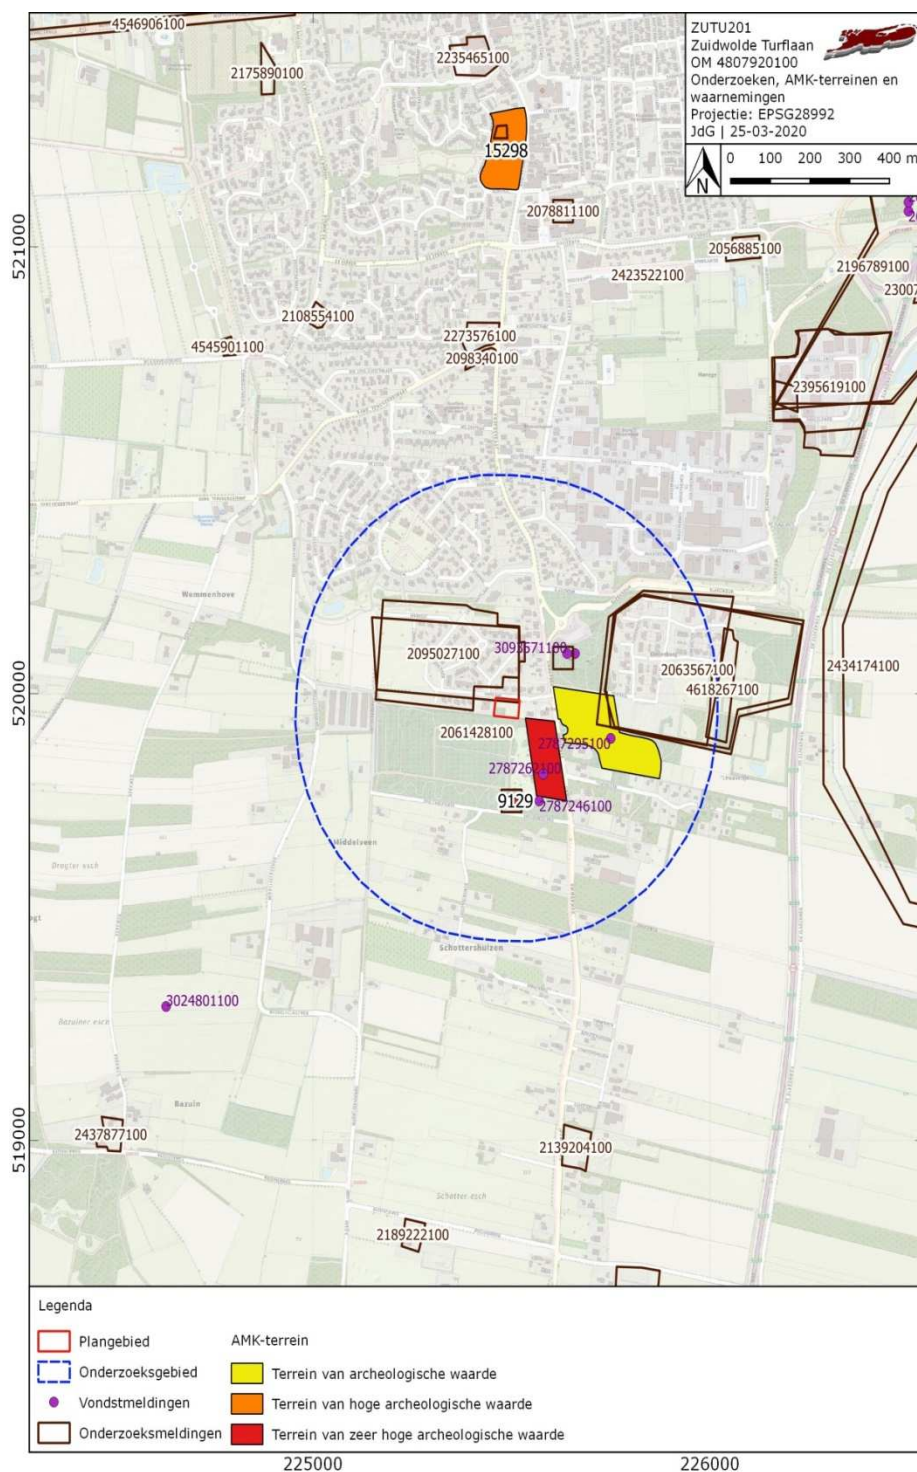 ZUTU201
Zuidwolde Turflaan
OM 4807920100
Onderzoeken, AMK-terreinen en
waarnemingen
Projectie: EPSG28992
JdG | 25-03-2020
N
0 100 200 300 400 m
4546906100
2175890100
2235465100
15298
2078811100
2056885100
2196789100
2423522100
23007
521000
2108554100
4545901100
2273576100
2098340100
2395619100
Wemmenhove
3093571100
2095027100
2063567100
4618267100
2434174100
520000
2061428100
2787295100
2787262100
9129
2787246100
Middelveen
Drogter esch
Schottershuizen
3024801100
Bazuiner esch
Bazuin
2437877100
2139204100
519000
Schotter esch
2189222100
Legenda
Plangebied
AMK-terrein
Onderzoeksgebied
Terrein van archeologische waarde
Vondstmeldingen
Terrein van hoge archeologische waarde
Onderzoeksmeldingen
Terrein van zeer hoge archeologische waarde
225000
226000